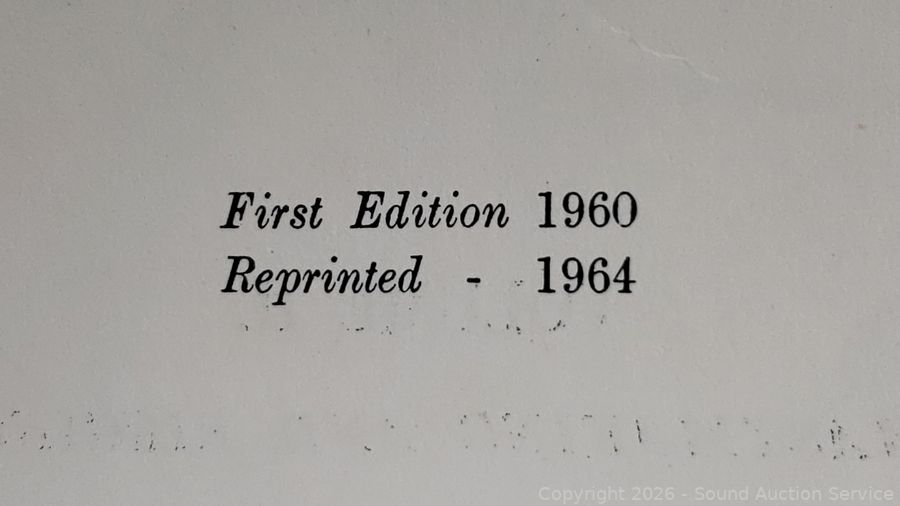 First Edition 1960
Reprinted - 1964
Copyright 2026 - Sound Auction Service